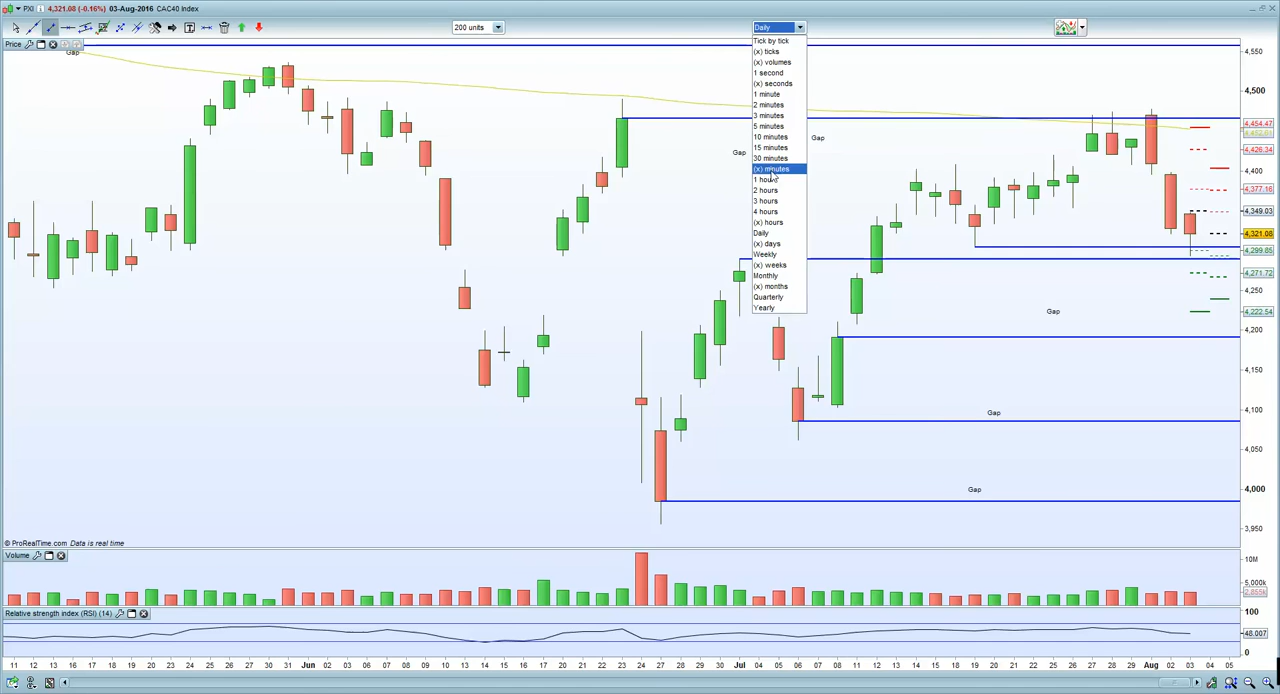 PXI 4,321.08 (-0.16%) 03-Aug-2016 CAC40 Index
200 units
Daily
Price
Gap
Tick by tick
(x) ticks
(x) volumes
1 second
(x) seconds
1 minute
2 minutes
3 minutes
5 minutes
10 minutes
15 minutes
30 minutes
(x) minutes
1 hour
2 hours
3 hours
4 hours
(x) hours
Daily
(x) days
Weekly
(x) weeks
Monthly
(x) months
Quarterly
Yearly
Gap
Gap
Gap
Gap
Gap
4,550
4,500
4,454.47
4,426.34
4,400
4,377.16
4,349.03
4,321.08
4,299.85
4,271.72
4,250
4,222.54
4,200
4,150
4,100
4,050
4,000
3,950
© ProRealTime.com Data is real time
Volume
10M
5,000k
2,855k
Relative strength index (RSI) (14)
100
48.007
0
11 12 13 16 17 18 19 20 23 24 25 26 27 30 31 Jun 02 03 06 07 08 09 10 13 14 15 16 17 20 21 22 23 24 27 28 29 30 Jul 04 05 06 07 08 11 12 13 14 15 18 19 20 21 22 25 26 27 28 29 Aug 02 03 04 05